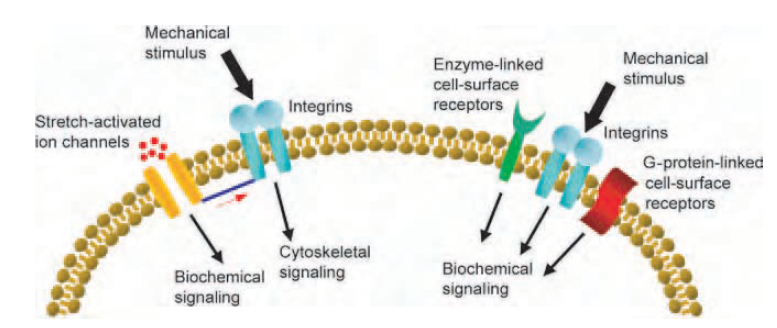 Mechanical
stimulus
Integrins
Stretch-activated
ion channels
Cytoskeletal
signaling
Biochemical
signaling
Enzyme-linked
cell-surface
receptors
Mechanical
stimulus
Integrins
G-protein-linked
cell-surface
receptors
Biochemical
signaling